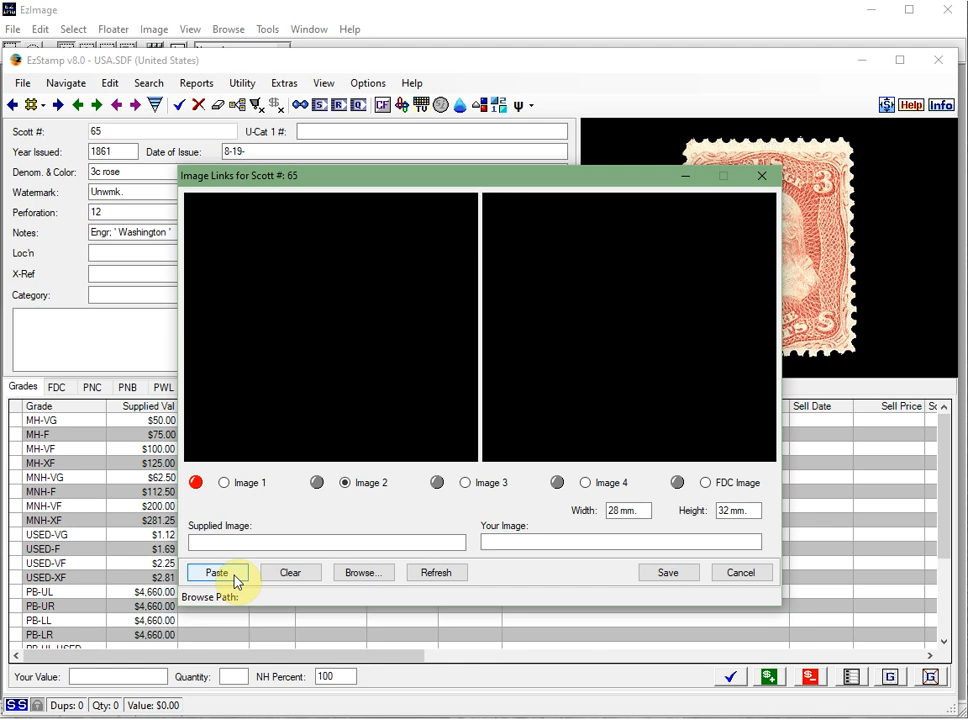 EzImage
File Edit Select Floater Image View Browse Tools Window Help
EzStamp v8.0 - USA.SDF (United States)
File Navigate Edit Search Reports Utility Extras View Options Help
CF S R Q TV Help Info
Scott #: 65 U-Cat 1 #:
Year Issued: 1861 Date of Issue: 8-19-
Denom. & Color: 3c rose
Watermark: Unwmk.
Perforation: 12
Notes: Engr; ' Washington '
Loc'n
X-Ref
Category:
Image Links for Scott #: 65
Image 1 Image 2 Image 3 Image 4 FDC Image
Width: 28 mm. Height: 32 mm.
Supplied Image: Your Image:
Paste Clear Browse... Refresh Save Cancel
Browse Path:
Grades FDC PNC PNB PWL
Grade Supplied Val Sell Date Sell Price
MH-VG $50.00
MH-F $75.00
MH-VF $100.00
MH-XF $125.00
MNH-VG $62.50
MNH-F $112.50
MNH-VF $200.00
MNH-XF $281.25
USED-VG $1.12
USED-F $1.69
USED-VF $2.25
USED-XF $2.81
PB-UL $4,660.00
PB-UR $4,660.00
PB-LL $4,660.00
PB-LR $4,660.00
Your Value: Quantity: NH Percent: 100
SS Dups: 0 Qty: 0 Value: $0.00